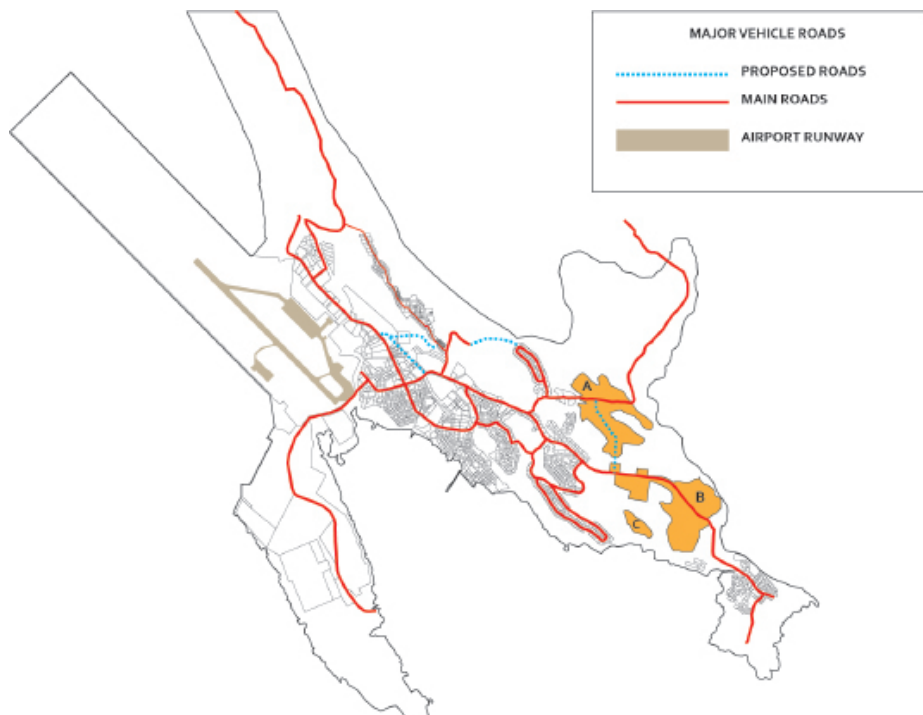 MAJOR VEHICLE ROADS
PROPOSED ROADS
MAIN ROADS
AIRPORT RUNWAY
A
B
C